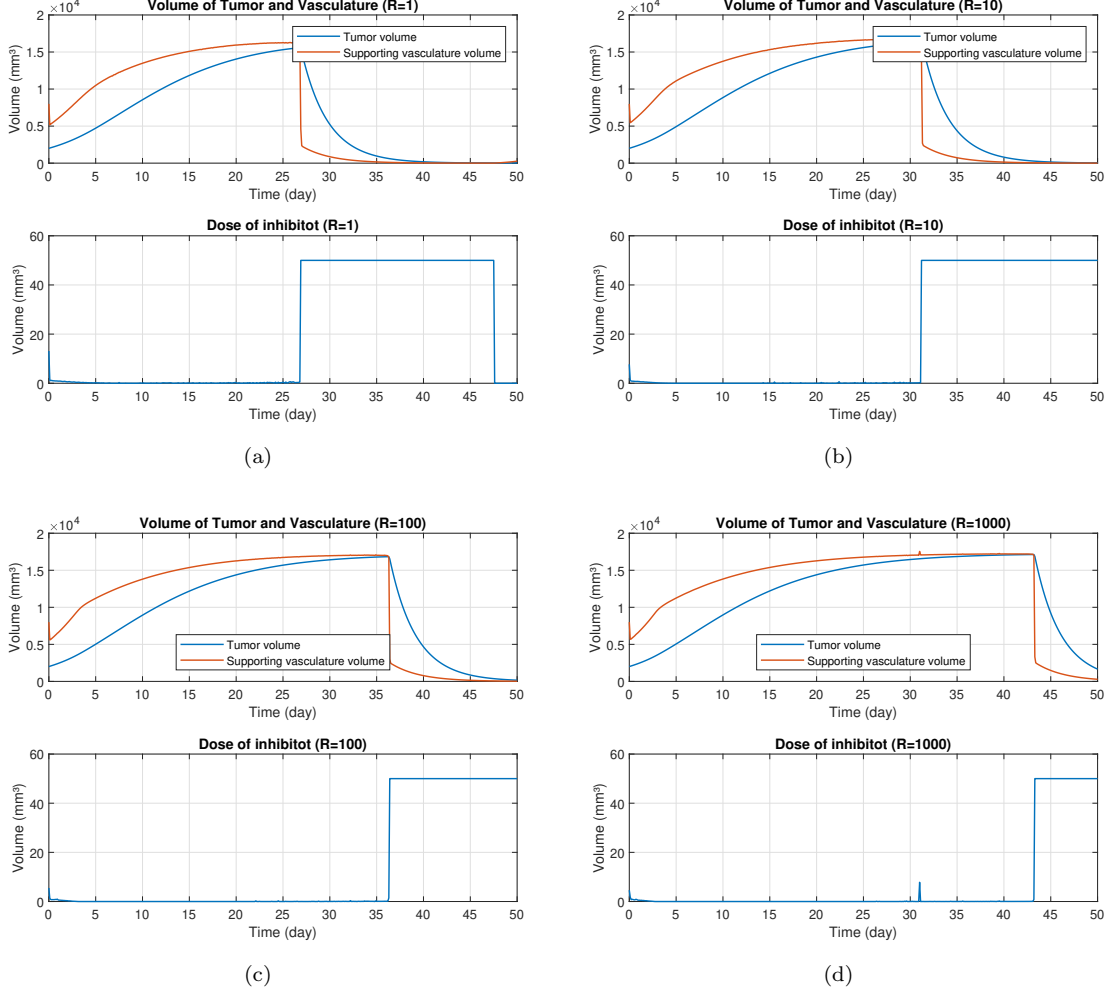 Volume of Tumor and Vasculature (R=1)
×10⁴
2
1.5
1
0.5
0
Volume (mm³)
Tumor volume
Supporting vasculature volume
0 5 10 15 20 25 30 35 40 45 50
Time (day)
Dose of inhibitot (R=1)
60
40
20
0
Volume (mm³)
0 5 10 15 20 25 30 35 40 45 50
Time (day)
(a)
Volume of Tumor and Vasculature (R=10)
×10⁴
2
1.5
1
0.5
0
Volume (mm³)
Tumor volume
Supporting vasculature volume
0 5 10 15 20 25 30 35 40 45 50
Time (day)
Dose of inhibitot (R=10)
60
40
20
0
Volume (mm³)
0 5 10 15 20 25 30 35 40 45 50
Time (day)
(b)
Volume of Tumor and Vasculature (R=100)
×10⁴
2
1.5
1
0.5
0
Volume (mm³)
Tumor volume
Supporting vasculature volume
0 5 10 15 20 25 30 35 40 45 50
Time (day)
Dose of inhibitot (R=100)
60
40
20
0
Volume (mm³)
0 5 10 15 20 25 30 35 40 45 50
Time (day)
(c)
Volume of Tumor and Vasculature (R=1000)
×10⁴
2
1.5
1
0.5
0
Volume (mm³)
Tumor volume
Supporting vasculature volume
0 5 10 15 20 25 30 35 40 45 50
Time (day)
Dose of inhibitot (R=1000)
60
40
20
0
Volume (mm³)
0 5 10 15 20 25 30 35 40 45 50
Time (day)
(d)